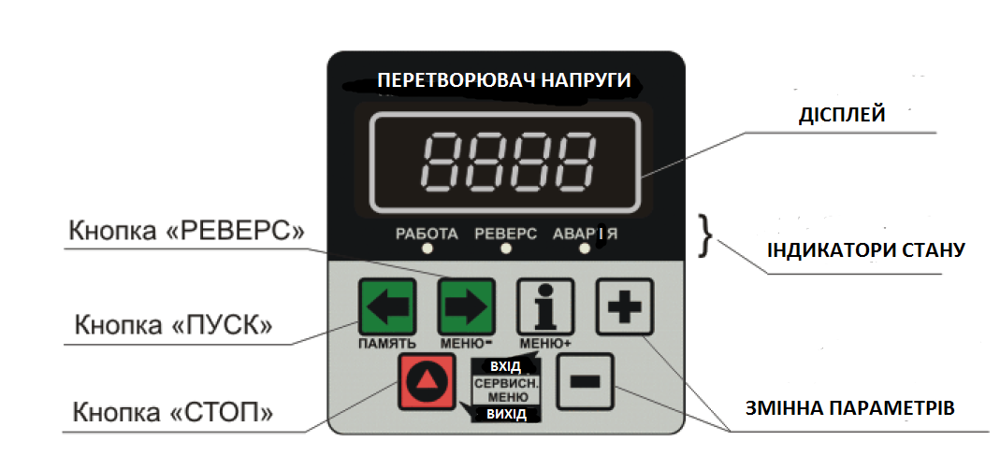 ПЕРЕТВОРЮВАЧ НАПРУГИ
8888
ДІСПЛЕЙ
Кнопка «РЕВЕРС»
РАБОТА РЕВЕРС АВАРІЯ
ІНДИКАТОРИ СТАНУ
Кнопка «ПУСК»
ПАМЯТЬ МЕНЮ- МЕНЮ+
ВХІД
СЕРВИСН.
МЕНЮ
ВИХІД
Кнопка «СТОП»
ЗМІННА ПАРАМЕТРІВ